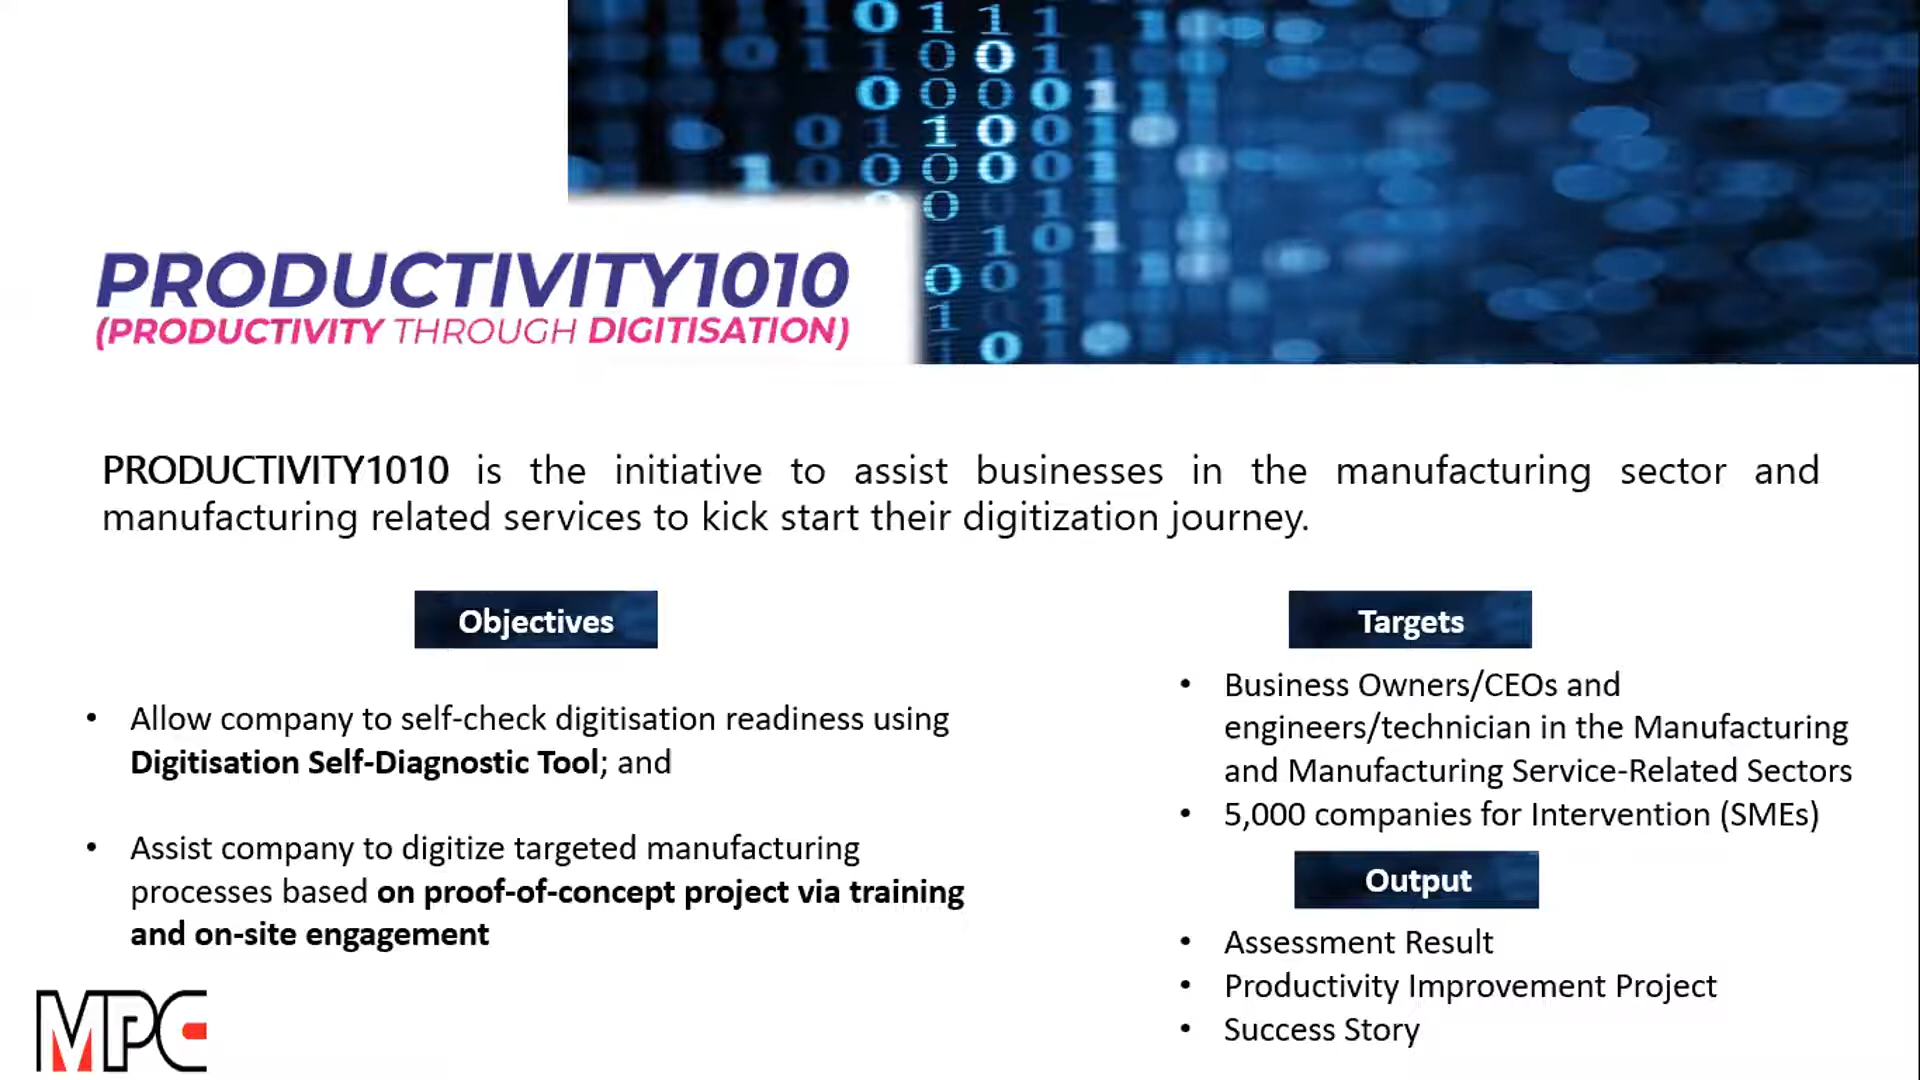 PRODUCTIVITY1010
(PRODUCTIVITY THROUGH DIGITISATION)
PRODUCTIVITY1010 is the initiative to assist businesses in the manufacturing sector and
manufacturing related services to kick start their digitization journey.
Objectives
• Allow company to self-check digitisation readiness using
Digitisation Self-Diagnostic Tool; and
• Assist company to digitize targeted manufacturing
processes based on proof-of-concept project via training
and on-site engagement
Targets
• Business Owners/CEOs and
engineers/technician in the Manufacturing
and Manufacturing Service-Related Sectors
• 5,000 companies for Intervention (SMEs)
Output
• Assessment Result
• Productivity Improvement Project
• Success Story
MPC